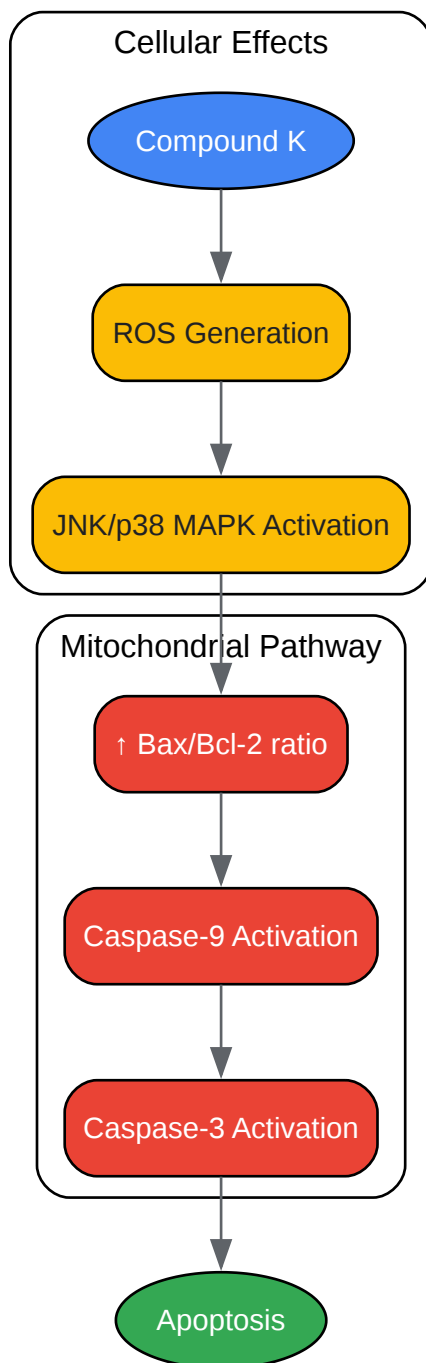 Cellular Effects
Compound K
ROS Generation
JNK/p38 MAPK Activation
Mitochondrial Pathway
↑ Bax/Bcl-2 ratio
Caspase-9 Activation
Caspase-3 Activation
Apoptosis